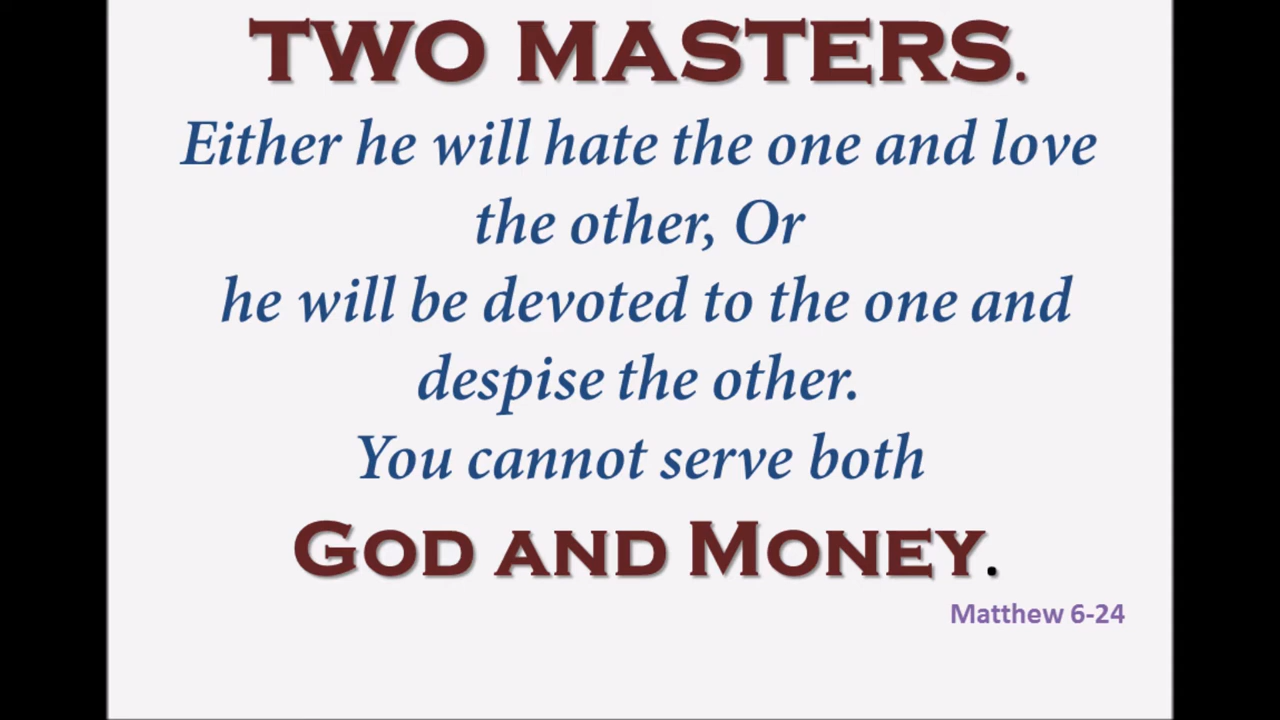 TWO MASTERS.
Either he will hate the one and love
the other, Or
he will be devoted to the one and
despise the other.
You cannot serve both
GOD AND MONEY.
Matthew 6-24